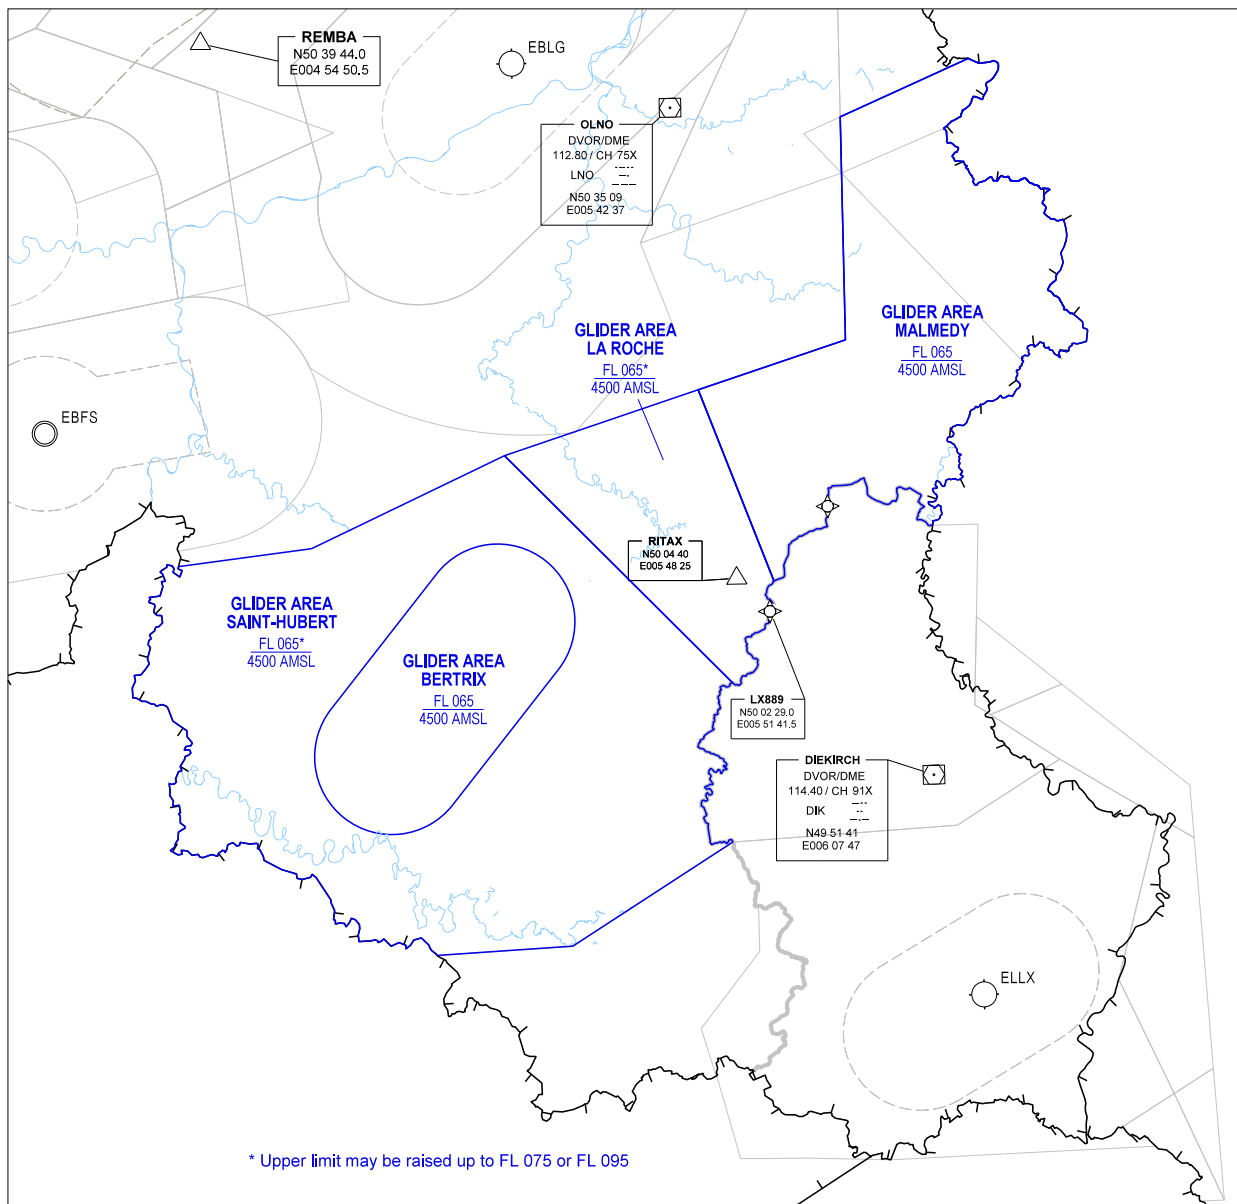 REMBA
N50 39 44.0
E004 54 50.5
EBLG
OLNO
DVOR/DME
112.80 / CH 75X
LNO
N50 35 09
E005 42 37
GLIDER AREA
LA ROCHE
FL 065*
4500 AMSL
GLIDER AREA
MALMEDY
FL 065
4500 AMSL
EBFS
RITAX
N50 04 40
E005 48 25
GLIDER AREA
SAINT-HUBERT
FL 065*
4500 AMSL
GLIDER AREA
BERTRIX
FL 065
4500 AMSL
LX889
N50 02 29.0
E005 51 41.5
DIEKIRCH
DVOR/DME
114.40 / CH 91X
DIK
N49 51 41
E006 07 47
ELLX
* Upper limit may be raised up to FL 075 or FL 095